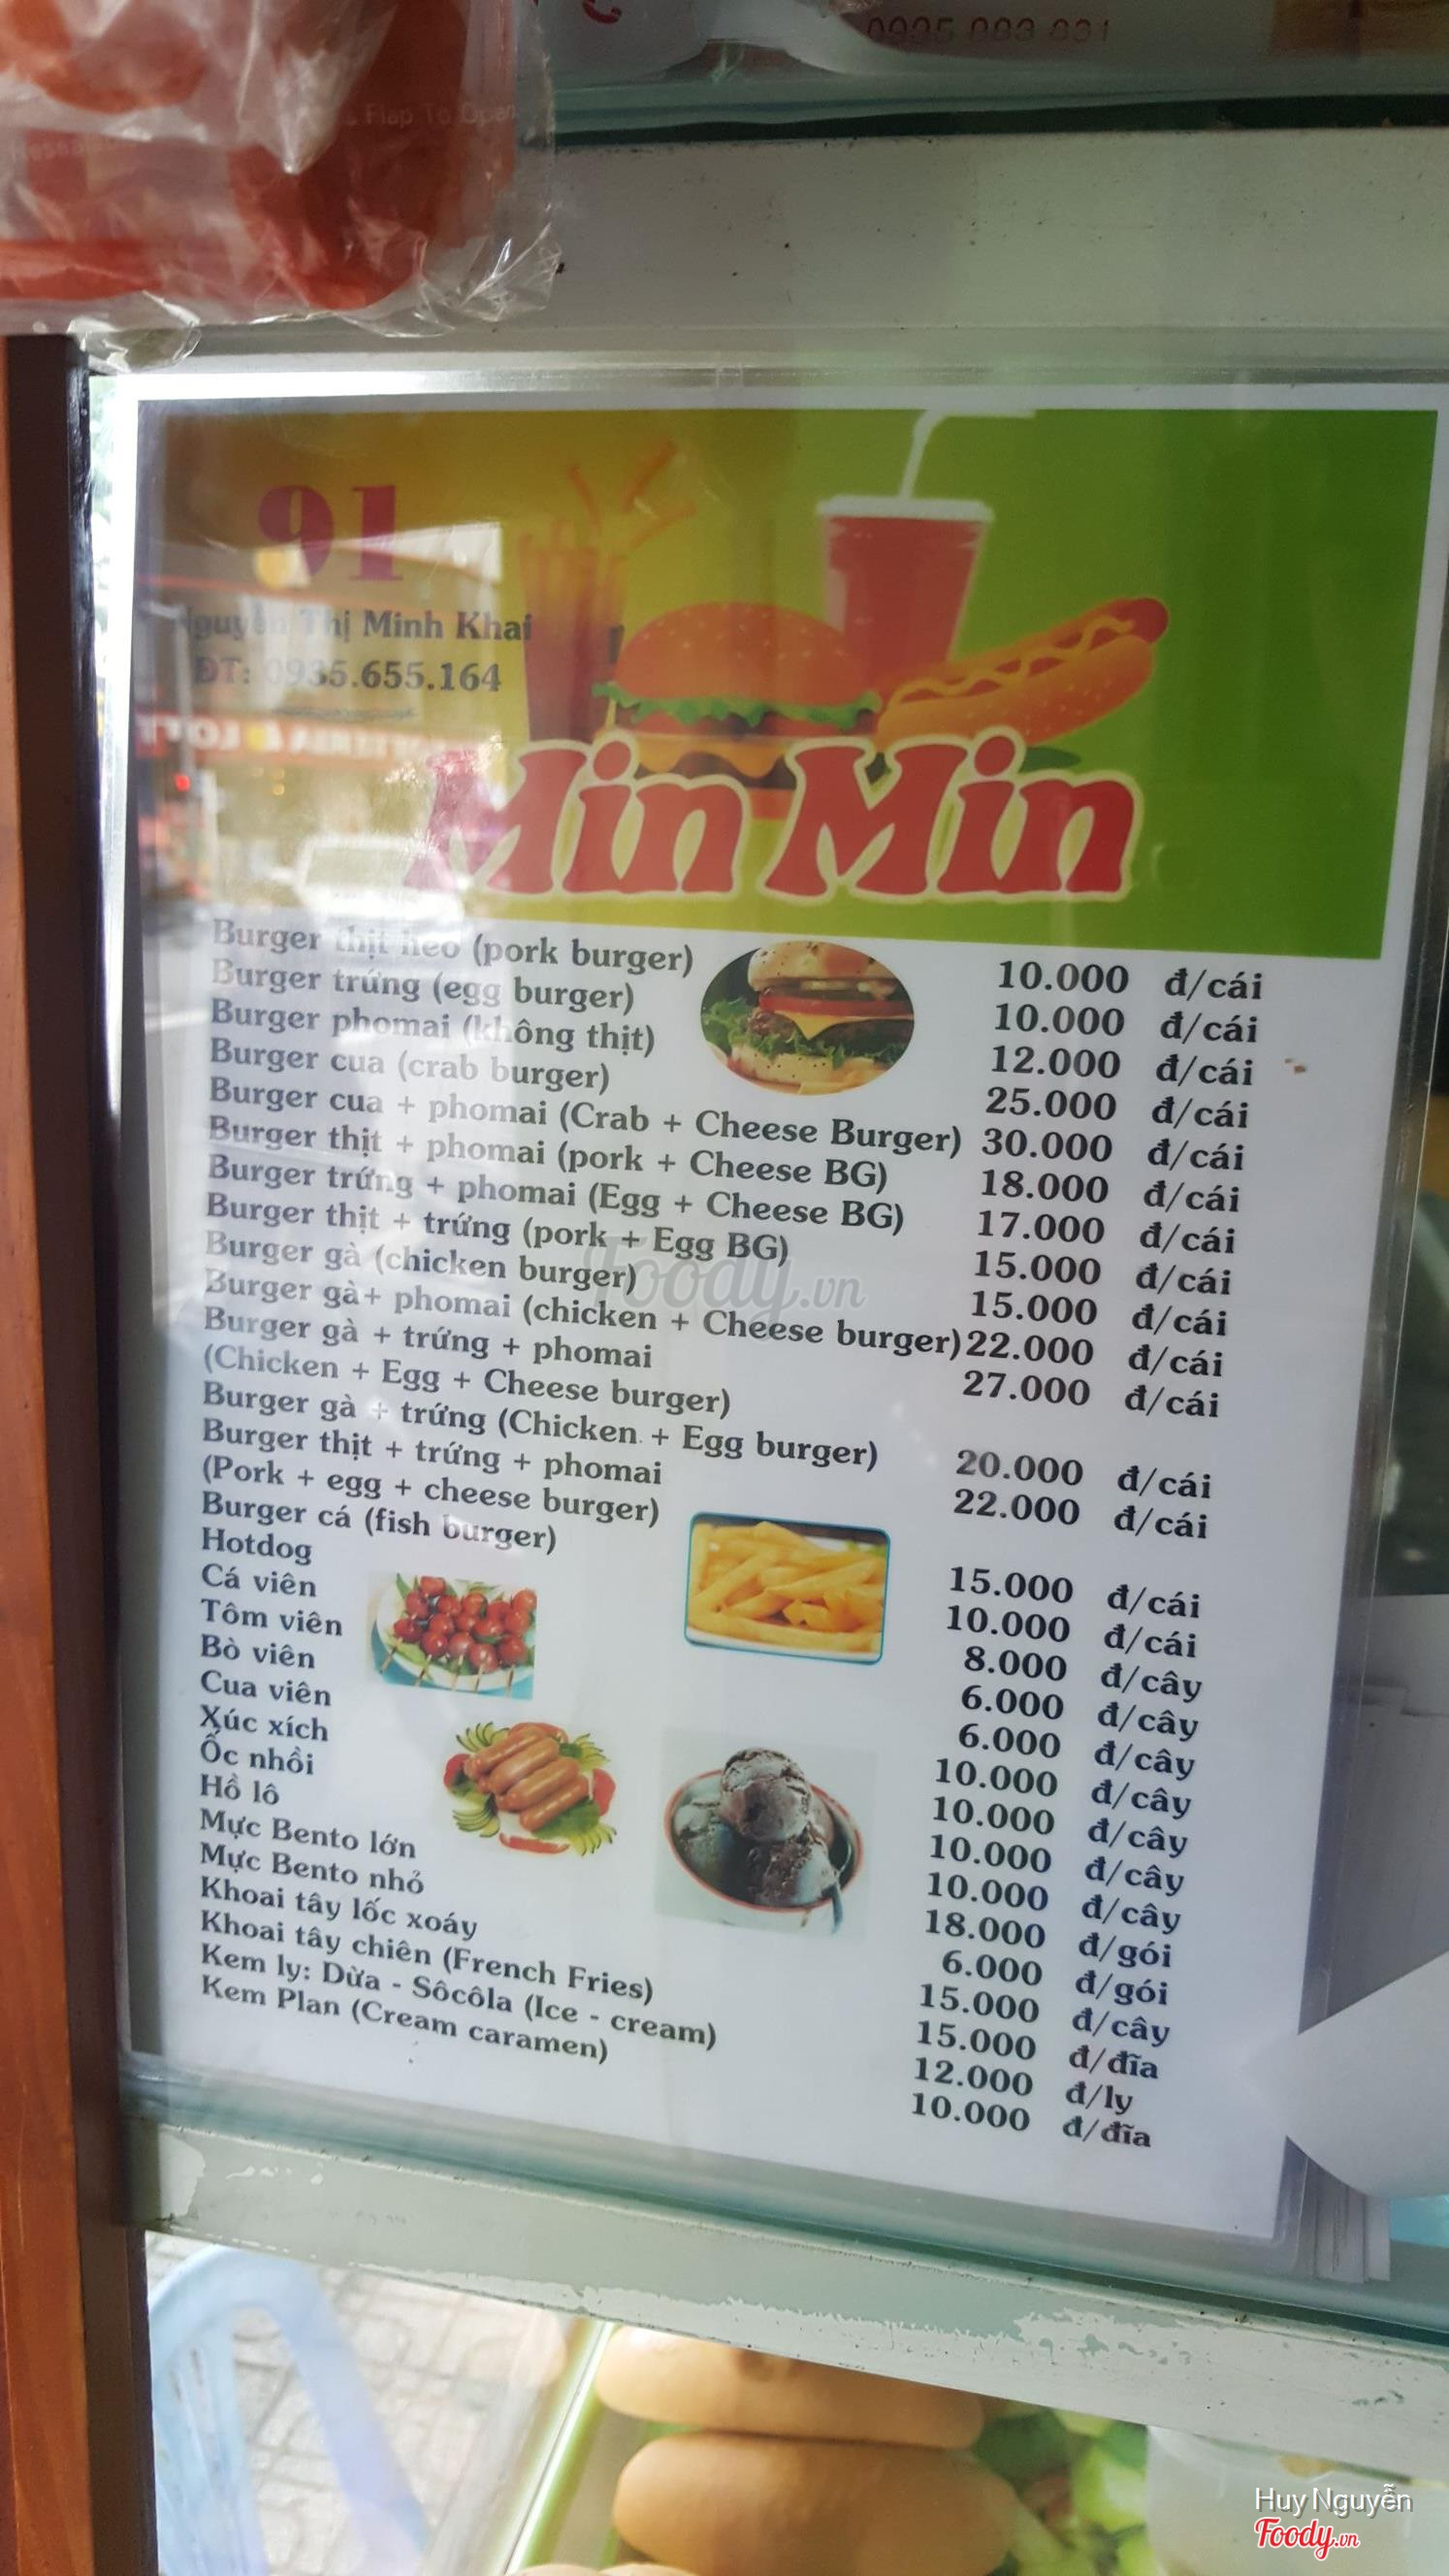 0935 093 031
s Flap To Open
91
Nguyễn Thị Minh Khai
ĐT: 0935.655.164
Min Min
Burger thịt heo (pork burger) 10.000 đ/cái
Burger trứng (egg burger) 10.000 đ/cái
Burger phomai (không thịt) 12.000 đ/cái
Burger cua (crab burger) 25.000 đ/cái
Burger cua + phomai (Crab + Cheese Burger) 30.000 đ/cái
Burger thịt + phomai (pork + Cheese BG) 18.000 đ/cái
Burger trứng + phomai (Egg + Cheese BG) 17.000 đ/cái
Burger thịt + trứng (pork + Egg BG) 15.000 đ/cái
Burger gà (chicken burger) 15.000 đ/cái
Burger gà+ phomai (chicken + Cheese burger) 22.000 đ/cái
Burger gà + trứng + phomai 27.000 đ/cái
(Chicken + Egg + Cheese burger)
Burger gà + trứng (Chicken + Egg burger) 20.000 đ/cái
Burger thịt + trứng + phomai 22.000 đ/cái
(Pork + egg + cheese burger)
Burger cá (fish burger) 15.000 đ/cái
Hotdog 10.000 đ/cái
Cá viên 8.000 đ/cây
Tôm viên 6.000 đ/cây
Bò viên 6.000 đ/cây
Cua viên 10.000 đ/cây
Xúc xích 10.000 đ/cây
Ốc nhồi 10.000 đ/cây
Hồ lô 10.000 đ/cây
Mực Bento lớn 18.000 đ/gói
Mực Bento nhỏ 6.000 đ/gói
Khoai tây lốc xoáy 15.000 đ/cây
Khoai tây chiên (French Fries) 15.000 đ/đĩa
Kem ly: Dừa - Sôcôla (Ice - cream) 12.000 đ/ly
Kem Plan (Cream caramen) 10.000 đ/đĩa
Foody.vn
Huy Nguyễn
Foody.vn